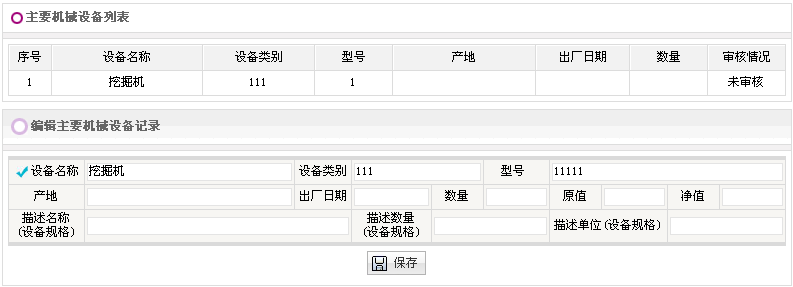 主要机械设备列表
序号 设备名称 设备类别 型号 产地 出厂日期 数量 审核情况
1 挖掘机 111 1 未审核
编辑主要机械设备记录
设备名称 挖掘机 设备类别 111 型号 11111
产地 出厂日期 数量 原值 净值
描述名称 描述数量
(设备规格) (设备规格) 描述单位(设备规格)
保存